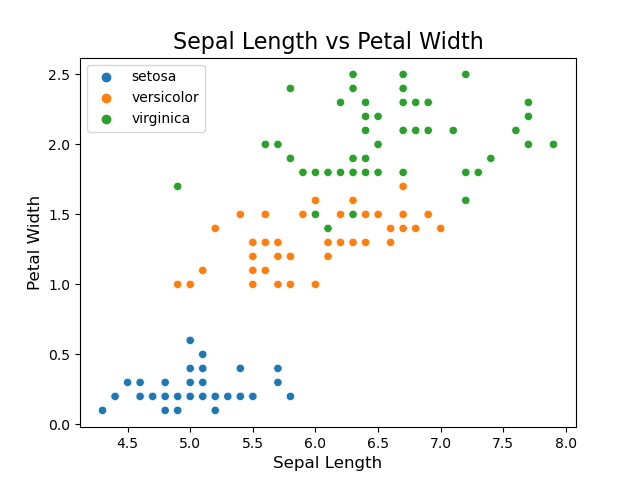 Sepal Length vs Petal Width
setosa
versicolor
virginica
2.5
2.0
1.5
1.0
0.5
0.0
Petal Width
4.5 5.0 5.5 6.0 6.5 7.0 7.5 8.0
Sepal Length